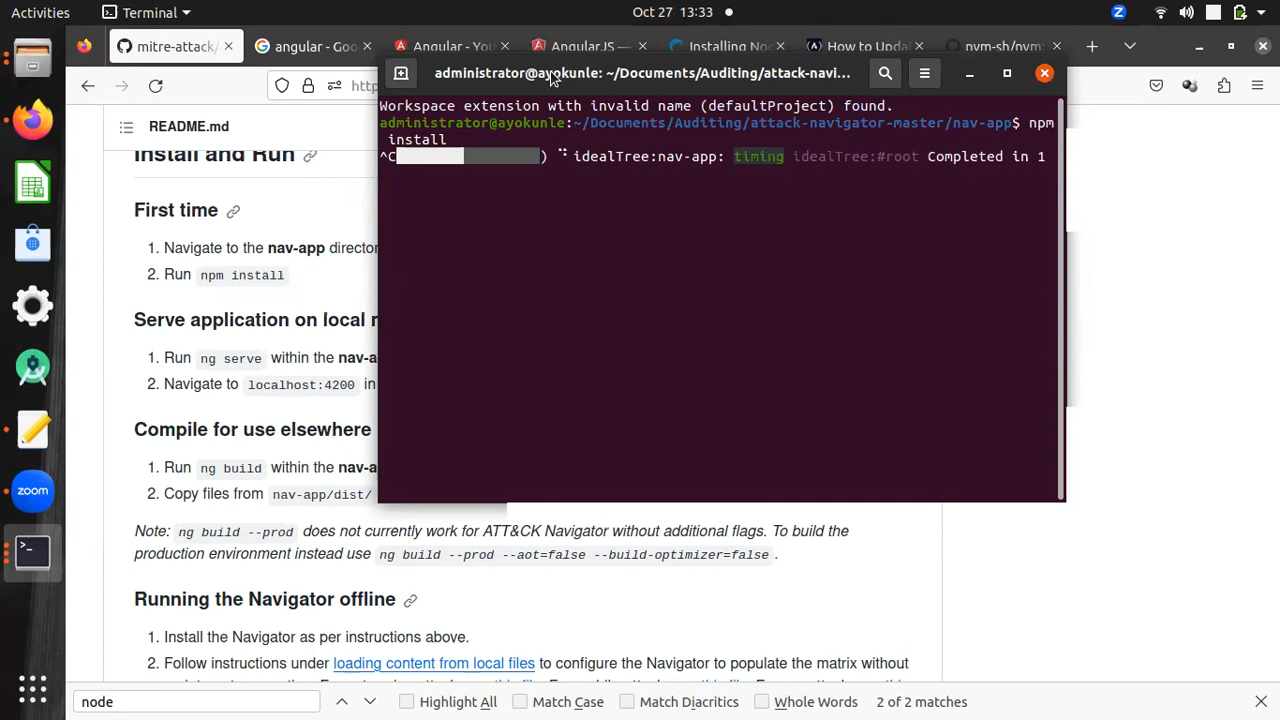 Activities
Terminal
Oct 27 13:33
mitre-attack/
angular - Goo
Angular - You
AngularJS —
Installing Nod
How to Upda
nvm-sh/nvm:
administrator@ayokunle: ~/Documents/Auditing/attack-navi...
Workspace extension with invalid name (defaultProject) found.
administrator@ayokunle:~/Documents/Auditing/attack-navigator-master/nav-app$ npm
install
^C ) ⠙ idealTree:nav-app: timing idealTree:#root Completed in 1
README.md
Install and Run
First time
1. Navigate to the nav-app director
2. Run npm install
Serve application on local
1. Run ng serve within the nav-a
2. Navigate to localhost:4200 in
Compile for use elsewhere
1. Run ng build within the nav-a
2. Copy files from nav-app/dist/
Note: ng build --prod does not currently work for ATT&CK Navigator without additional flags. To build the
production environment instead use ng build --prod --aot=false --build-optimizer=false .
Running the Navigator offline
1. Install the Navigator as per instructions above.
2. Follow instructions under loading content from local files to configure the Navigator to populate the matrix without
zoom
node
Highlight All
Match Case
Match Diacritics
Whole Words
2 of 2 matches